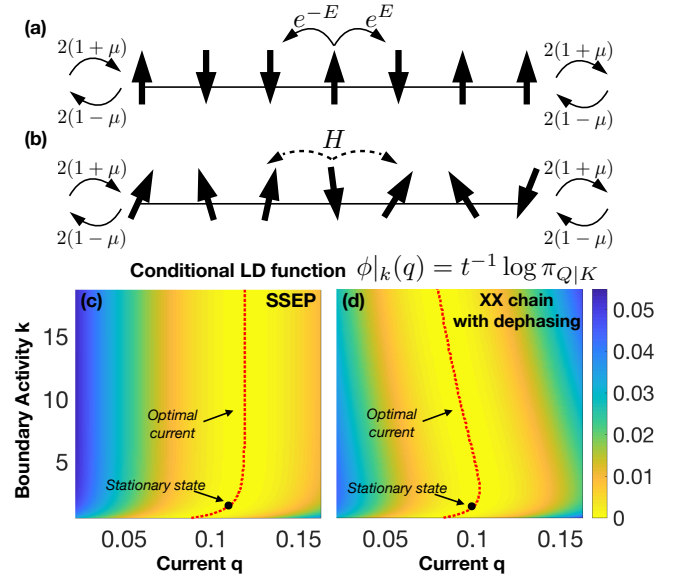 (a)
e^{-E} e^{E}
2(1 + μ) 2(1 + μ)
2(1 − μ) 2(1 − μ)
(b)
H
2(1 + μ) 2(1 + μ)
2(1 − μ) 2(1 − μ)
Conditional LD function ϕ|_k(q) = t^{-1} log π_{Q|K}
(c) SSEP
(d) XX chain
with dephasing
Boundary Activity k
15
10
5
Optimal
current
Stationary state
Optimal
current
Stationary state
0.05
0.04
0.03
0.02
0.01
0
0.05 0.1 0.15
0.05 0.1 0.15
Current q Current q